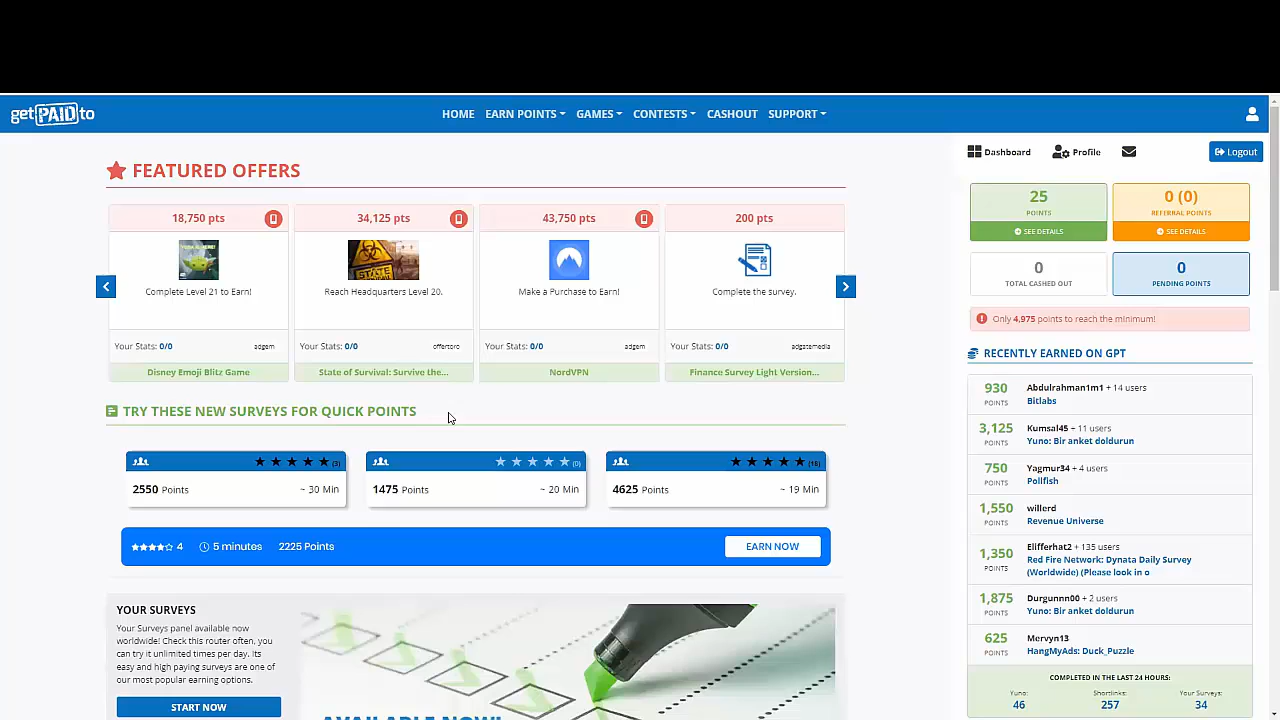 getPAIDto
HOME
EARN POINTS
GAMES
CONTESTS
CASHOUT
SUPPORT
Dashboard
Profile
Logout
FEATURED OFFERS
18,750 pts
Complete Level 21 to Earn!
Your Stats: 0/0
adgem
Disney Emoji Blitz Game
34,125 pts
Reach Headquarters Level 20.
Your Stats: 0/0
offertoro
State of Survival: Survive the...
43,750 pts
Make a Purchase to Earn!
Your Stats: 0/0
adgem
NordVPN
200 pts
Complete the survey.
Your Stats: 0/0
adgatemedia
Finance Survey Light Version...
TRY THESE NEW SURVEYS FOR QUICK POINTS
(3)
2550 Points
~ 30 Min
(0)
1475 Points
~ 20 Min
4625 Points
~ 19 Min
4
5 minutes
2225 Points
EARN NOW
YOUR SURVEYS
Your Surveys panel available now
worldwide! Check this router often, you
can try it unlimited times per day. Its
easy and high paying surveys are one of
our most popular earning options.
START NOW
AVAILABLE NOW!
25
POINTS
SEE DETAILS
0 (0)
REFERRAL POINTS
SEE DETAILS
0
TOTAL CASHED OUT
0
PENDING POINTS
Only 4,975 points to reach the minimum!
RECENTLY EARNED ON GPT
930
POINTS
Abdulrahman1m1 + 14 users
Bitlabs
3,125
POINTS
Kumsal45 + 11 users
Yuno: Bir anket doldurun
750
POINTS
Yagmur34 + 4 users
Pollfish
1,550
POINTS
willerd
Revenue Universe
1,350
POINTS
Elifferhat2 + 135 users
Red Fire Network: Dynata Daily Survey
(Worldwide) (Please look in o
1,875
POINTS
Durgunnn00 + 2 users
Yuno: Bir anket doldurun
625
POINTS
Mervyn13
HangMyAds: Duck_Puzzle
COMPLETED IN THE LAST 24 HOURS:
Yuno:
46
Shortlinks:
257
Your Surveys:
34